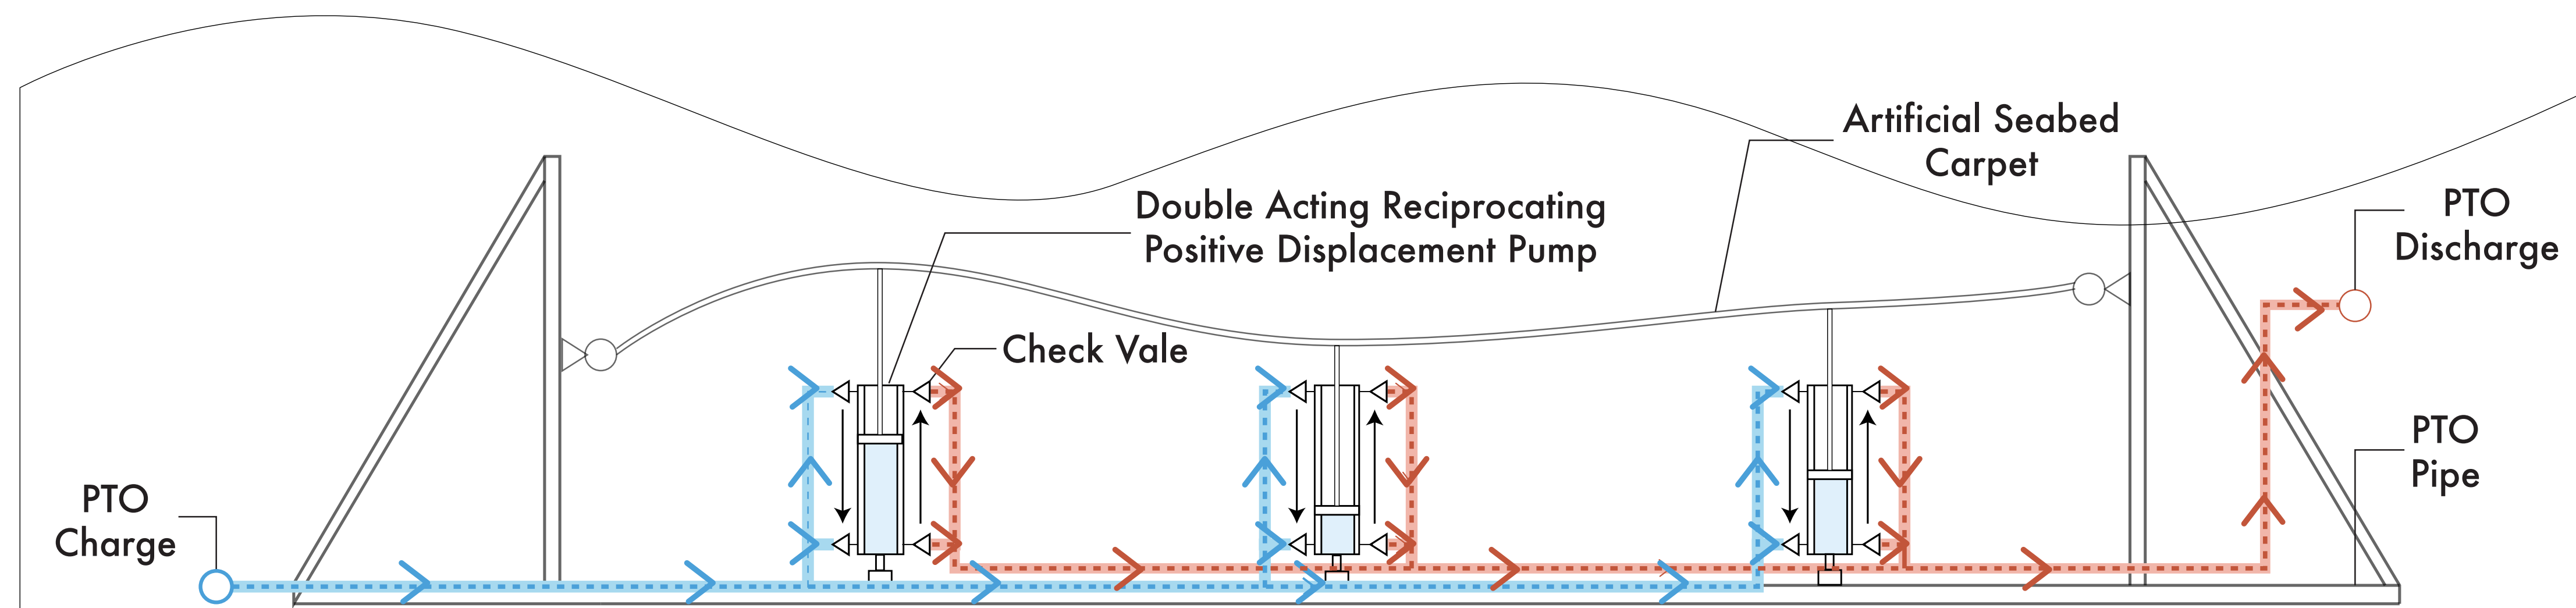 Artificial Seabed
Carpet
Double Acting Reciprocating
Positive Displacement Pump
PTO
Discharge
Check Vale
PTO
Pipe
PTO
Charge